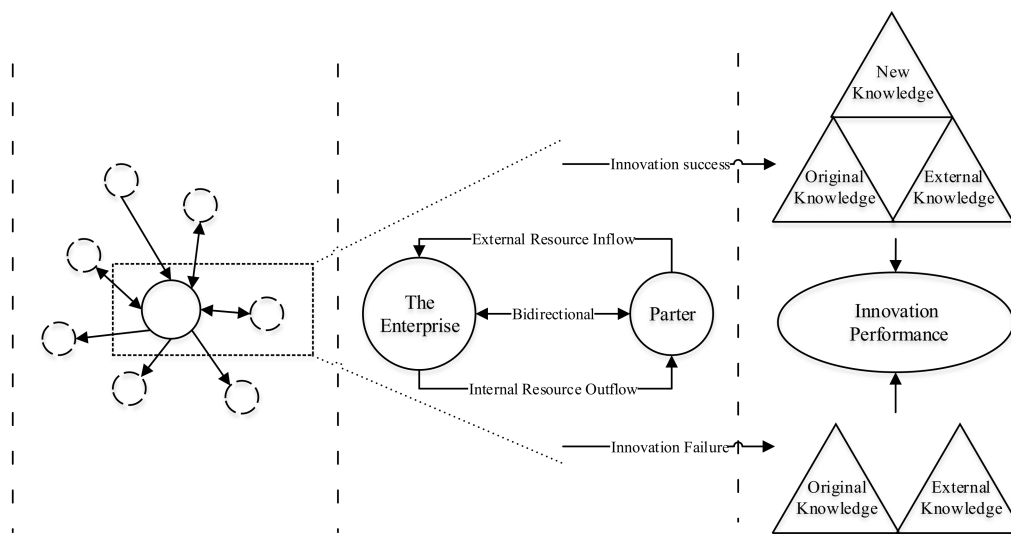 New
Knowledge
Innovation success
Original
Knowledge
External
Knowledge
External Resource Inflow
The
Enterprise
Bidirectional
Parter
Innovation
Performance
Internal Resource Outflow
Innovation Failure
Original
Knowledge
External
Knowledge